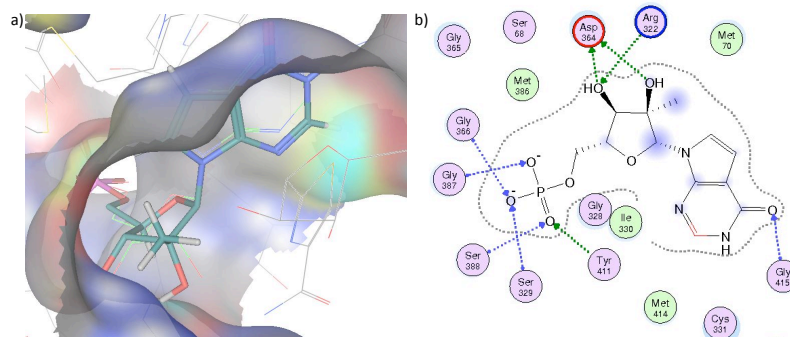 a)
b)
Gly
365
Ser
68
Asp
364
Arg
322
Met
70
Met
386
HO
OH
Gly
366
Gly
387
O-
O-
P
O
O
O
N
Gly
328
Ile
330
N
NH
O
Ser
388
Ser
329
Tyr
411
Met
414
Cys
331
Gly
415